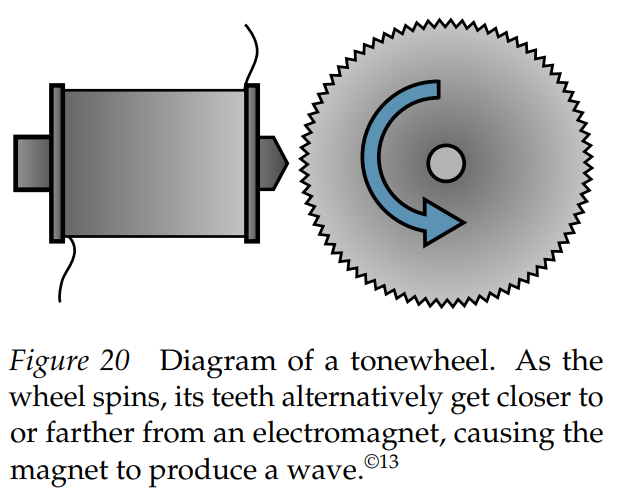 Figure 20 Diagram of a tonewheel. As the
wheel spins, its teeth alternatively get closer to
or farther from an electromagnet, causing the
magnet to produce a wave.©13